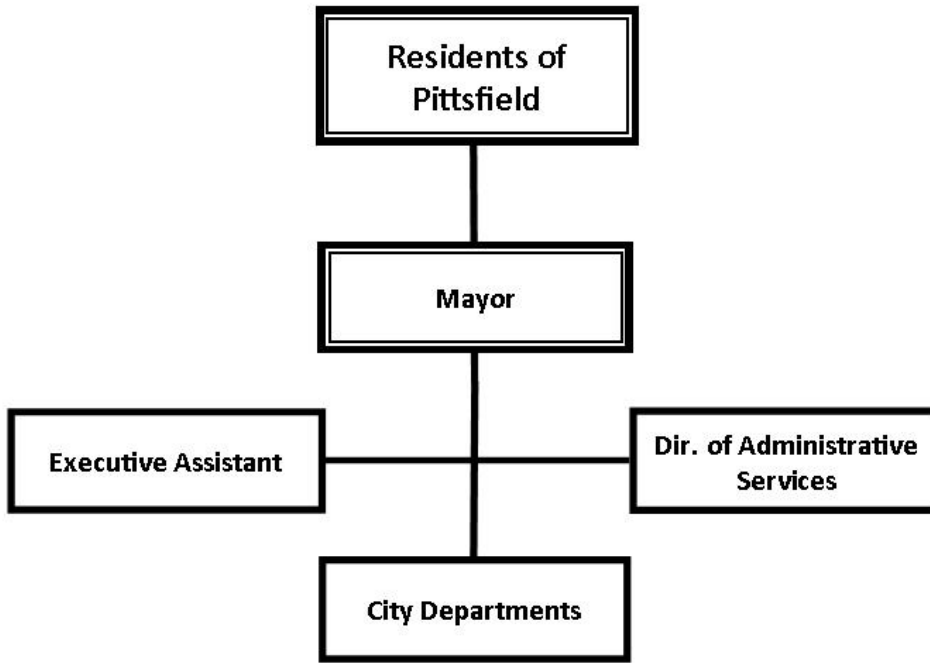 Residents of
Pittsfield
Mayor
Executive Assistant
Dir. of Administrative
Services
City Departments